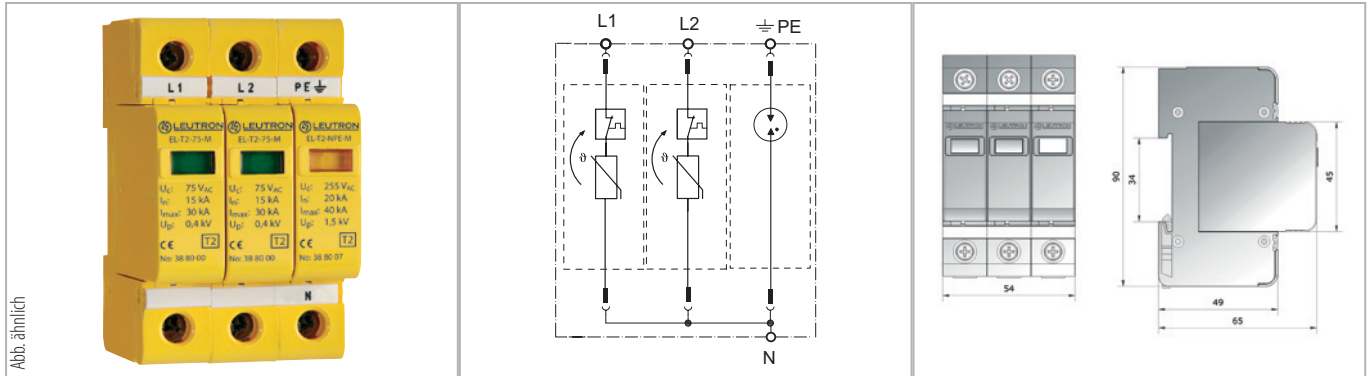 L1 L2 PE
LEUTRON LEUTRON LEUTRON
EL-T2-75-M EL-T2-75-M EL-T2-NPE-M
Uc: 75 VAC
In: 15 kA
Imax: 30 kA
Up: 0,4 kV
CE T2
No: 38 80 00
Uc: 75 VAC
In: 15 kA
Imax: 30 kA
Up: 0,4 kV
CE T2
No: 38 80 00
Uc: 255 VAC
In: 20 kA
Imax: 40 kA
Up: 1,5 kV
CE T2
No: 38 80 07
N
Abb. ähnlich
L1 L2 PE
ϑ ϑ
N
LEUTRON LEUTRON LEUTRON
54
90
34
45
49
65